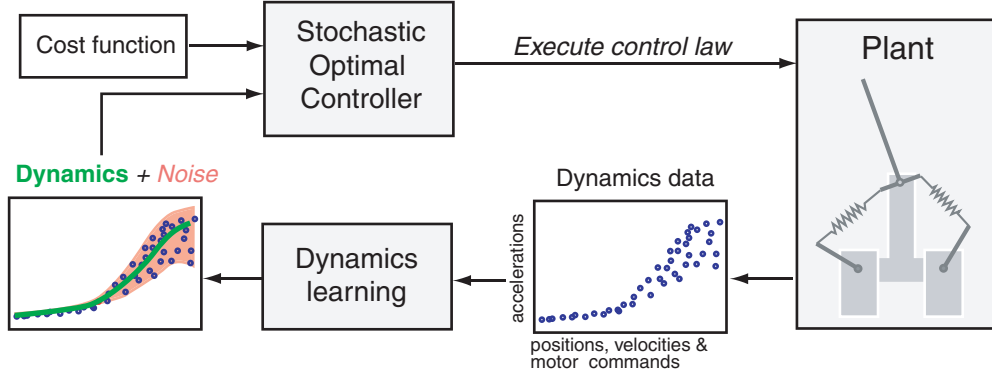 Cost function
Stochastic
Optimal
Controller
Execute control law
Plant
Dynamics + Noise
Dynamics
learning
Dynamics data
accelerations
positions, velocities &
motor commands